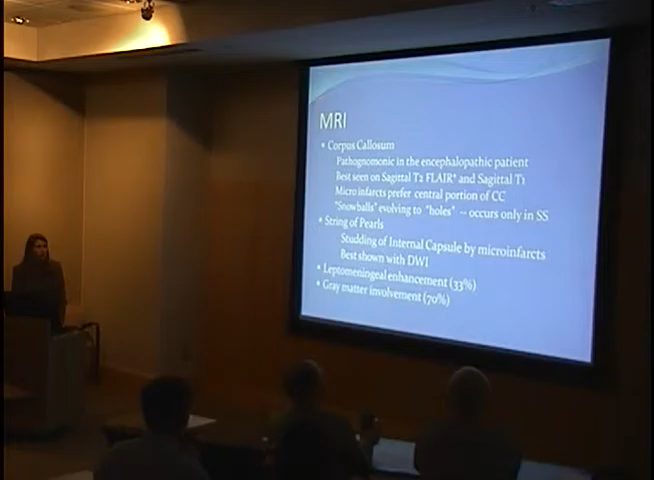 MRI
• Corpus Callosum
Pathognomonic in the encephalopathic patient
Best seen on Sagittal T2 FLAIR* and Sagittal T1
Micro infarcts prefer central portion of CC
"Snowballs" evolving to "holes" – occurs only in SS
• String of Pearls
Studding of Internal Capsule by microinfarcts
Best shown with DWI
• Leptomeningeal enhancement (33%)
• Gray matter involvement (70%)